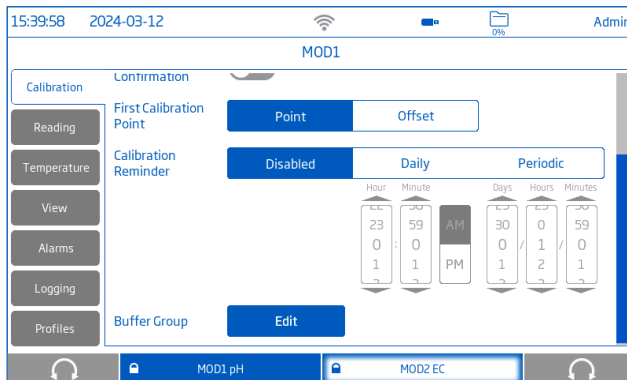 15:39:58 2024-03-12 0% Admin
MOD1
Calibration
Reading
Temperature
View
Alarms
Logging
Profiles
Confirmation
First Calibration
Point
Point Offset
Calibration
Reminder
Disabled Daily Periodic
Hour Minute Days Hours Minutes
23 59 AM 30 0 59
0 : 0 0 / 1 / 0
1 1 PM 1 2 1
Buffer Group Edit
MOD1 pH MOD2 EC